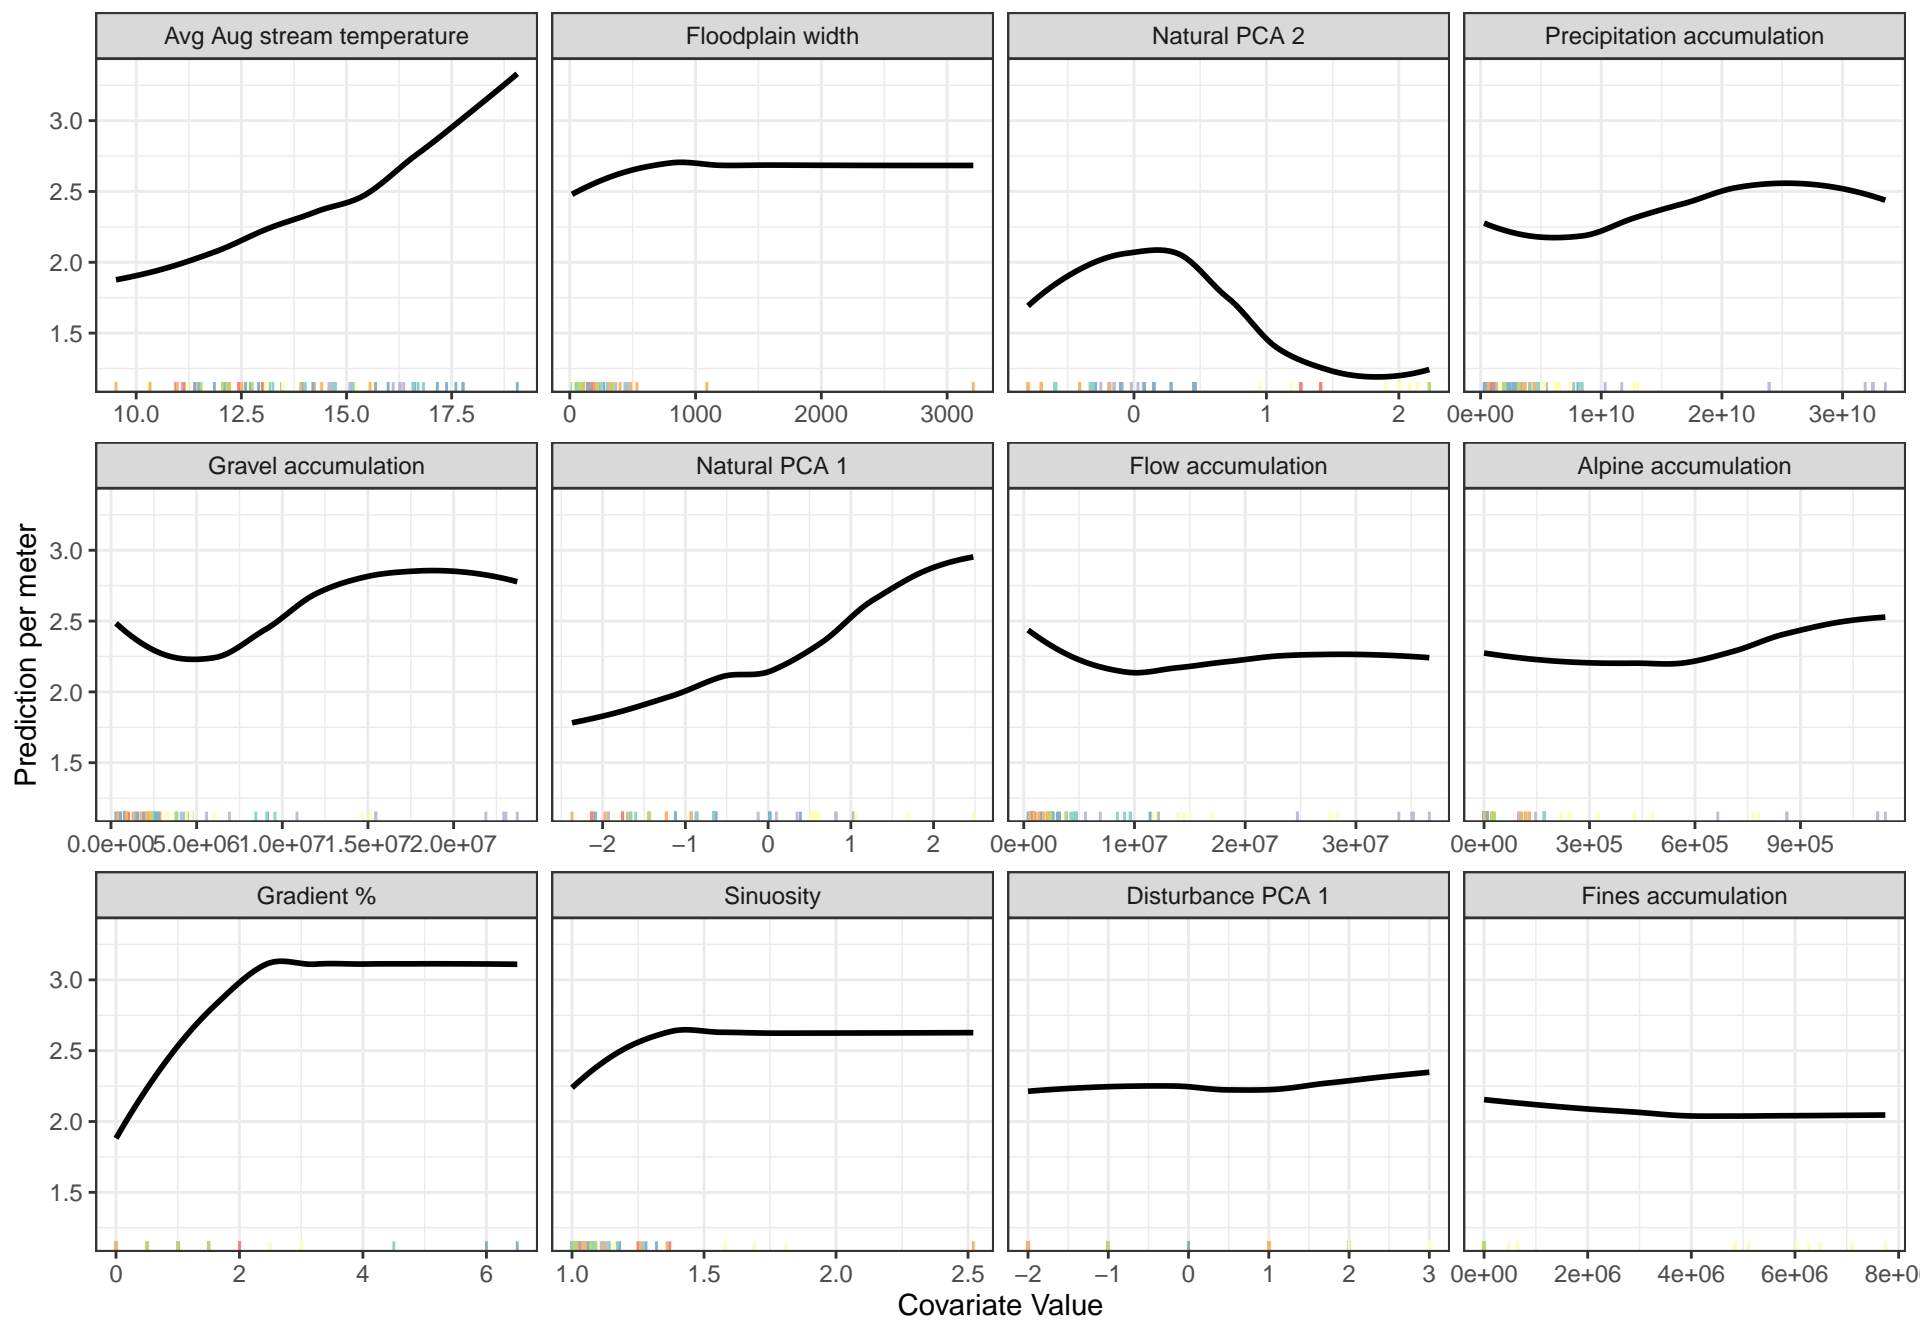 Avg Aug stream temperature Floodplain width Natural PCA 2 Precipitation accumulation
3.0
2.5
2.0
1.5
10.0 12.5 15.0 17.5 0 1000 2000 3000 0 1 2 0e+00 1e+10 2e+10 3e+10
Gravel accumulation Natural PCA 1 Flow accumulation Alpine accumulation
3.0
2.5
2.0
1.5
Prediction per meter
0.0e+005.0e+061.0e+071.5e+072.0e+07 −2 −1 0 1 2 0e+00 1e+07 2e+07 3e+07 0e+00 3e+05 6e+05 9e+05
Gradient % Sinuosity Disturbance PCA 1 Fines accumulation
3.0
2.5
2.0
1.5
0 2 4 6 1.0 1.5 2.0 2.5 −2 −1 0 1 2 3 0e+00 2e+06 4e+06 6e+06
Covariate Value